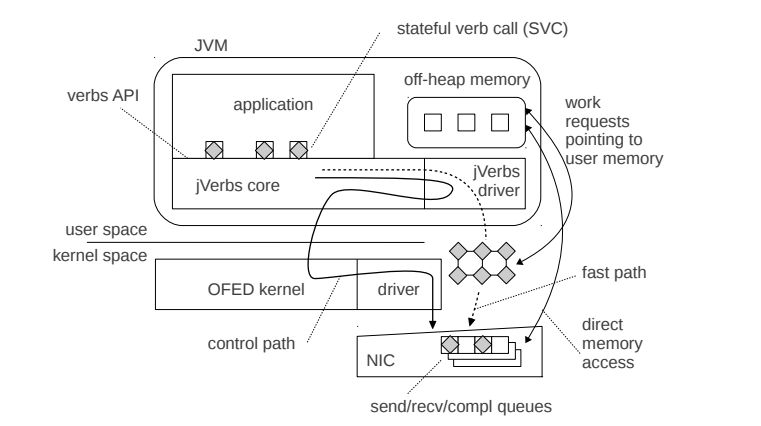 stateful verb call (SVC)
JVM
off-heap memory
verbs API
application
work
requests
pointing to
user memory
jVerbs core
jVerbs
driver
user space
kernel space
OFED kernel
driver
fast path
control path
direct
memory
access
NIC
send/recv/compl queues